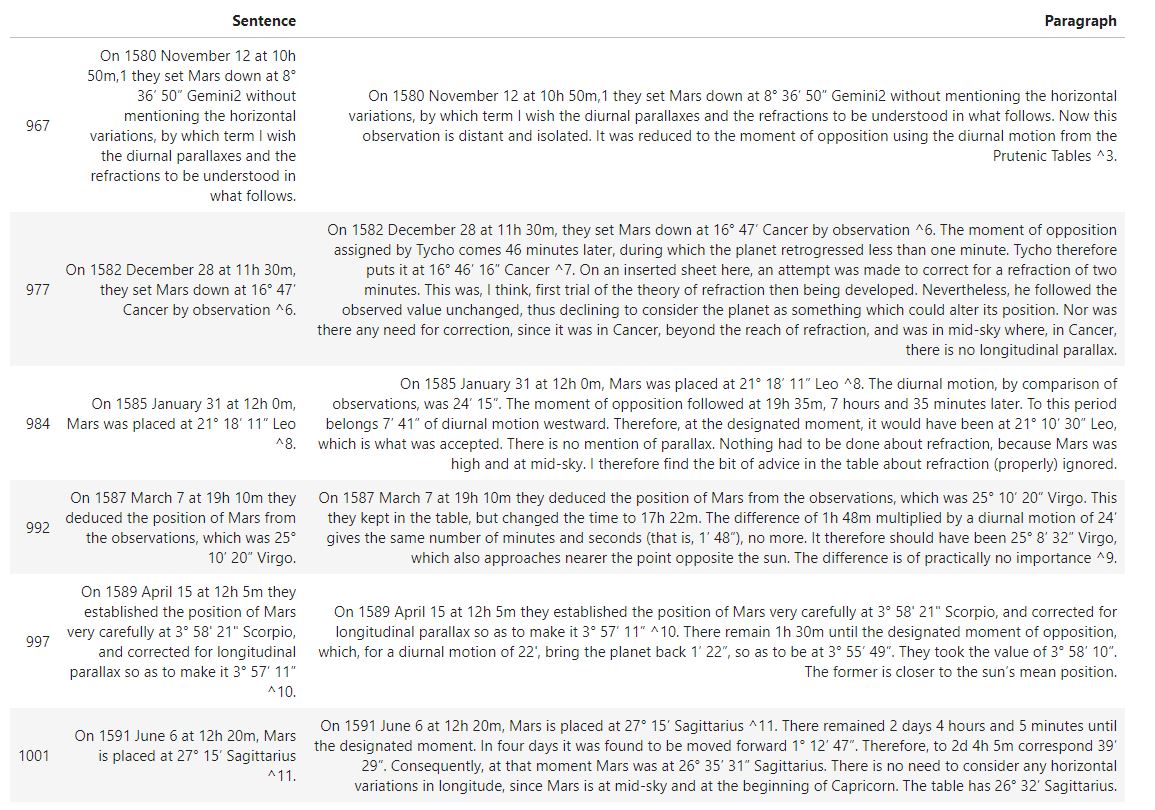 Sentence Paragraph
967
On 1580 November 12 at 10h
50m,1 they set Mars down at 8°
36′ 50″ Gemini2 without
mentioning the horizontal
variations, by which term I wish
the diurnal parallaxes and the
refractions to be understood in
what follows.
On 1580 November 12 at 10h 50m,1 they set Mars down at 8° 36′ 50″ Gemini2 without mentioning the horizontal
variations, by which term I wish the diurnal parallaxes and the refractions to be understood in what follows. Now this
observation is distant and isolated. It was reduced to the moment of opposition using the diurnal motion from the
Prutenic Tables ^3.
977
On 1582 December 28 at 11h 30m,
they set Mars down at 16° 47′
Cancer by observation ^6.
On 1582 December 28 at 11h 30m, they set Mars down at 16° 47′ Cancer by observation ^6. The moment of opposition
assigned by Tycho comes 46 minutes later, during which the planet retrogressed less than one minute. Tycho therefore
puts it at 16° 46′ 16″ Cancer ^7. On an inserted sheet here, an attempt was made to correct for a refraction of two
minutes. This was, I think, first trial of the theory of refraction then being developed. Nevertheless, he followed the
observed value unchanged, thus declining to consider the planet as something which could alter its position. Nor was
there any need for correction, since it was in Cancer, beyond the reach of refraction, and was in mid-sky where, in Cancer,
there is no longitudinal parallax.
984
On 1585 January 31 at 12h 0m,
Mars was placed at 21° 18′ 11″ Leo
^8.
On 1585 January 31 at 12h 0m, Mars was placed at 21° 18′ 11″ Leo ^8. The diurnal motion, by comparison of
observations, was 24′ 15″. The moment of opposition followed at 19h 35m, 7 hours and 35 minutes later. To this period
belongs 7′ 41″ of diurnal motion westward. Therefore, at the designated moment, it would have been at 21° 10′ 30″ Leo,
which is what was accepted. There is no mention of parallax. Nothing had to be done about refraction, because Mars was
high and at mid-sky. I therefore find the bit of advice in the table about refraction (properly) ignored.
992
On 1587 March 7 at 19h 10m they
deduced the position of Mars from
the observations, which was 25°
10′ 20″ Virgo.
On 1587 March 7 at 19h 10m they deduced the position of Mars from the observations, which was 25° 10′ 20″ Virgo. This
they kept in the table, but changed the time to 17h 22m. The difference of 1h 48m multiplied by a diurnal motion of 24′
gives the same number of minutes and seconds (that is, 1′ 48″), no more. It therefore should have been 25° 8′ 32″ Virgo,
which also approaches nearer the point opposite the sun. The difference is of practically no importance ^9.
997
On 1589 April 15 at 12h 5m they
established the position of Mars
very carefully at 3° 58′ 21″ Scorpio,
and corrected for longitudinal
parallax so as to make it 3° 57′ 11″
^10.
On 1589 April 15 at 12h 5m they established the position of Mars very carefully at 3° 58′ 21″ Scorpio, and corrected for
longitudinal parallax so as to make it 3° 57′ 11″ ^10. There remain 1h 30m until the designated moment of opposition,
which, for a diurnal motion of 22′, bring the planet back 1′ 22″, so as to be at 3° 55′ 49″. They took the value of 3° 58′ 10″.
The former is closer to the sun’s mean position.
1001
On 1591 June 6 at 12h 20m, Mars
is placed at 27° 15′ Sagittarius
^11.
On 1591 June 6 at 12h 20m, Mars is placed at 27° 15′ Sagittarius ^11. There remained 2 days 4 hours and 5 minutes until
the designated moment. In four days it was found to be moved forward 1° 12′ 47″. Therefore, to 2d 4h 5m correspond 39′
29″. Consequently, at that moment Mars was at 26° 35′ 31″ Sagittarius. There is no need to consider any horizontal
variations in longitude, since Mars is at mid-sky and at the beginning of Capricorn. The table has 26° 32′ Sagittarius.